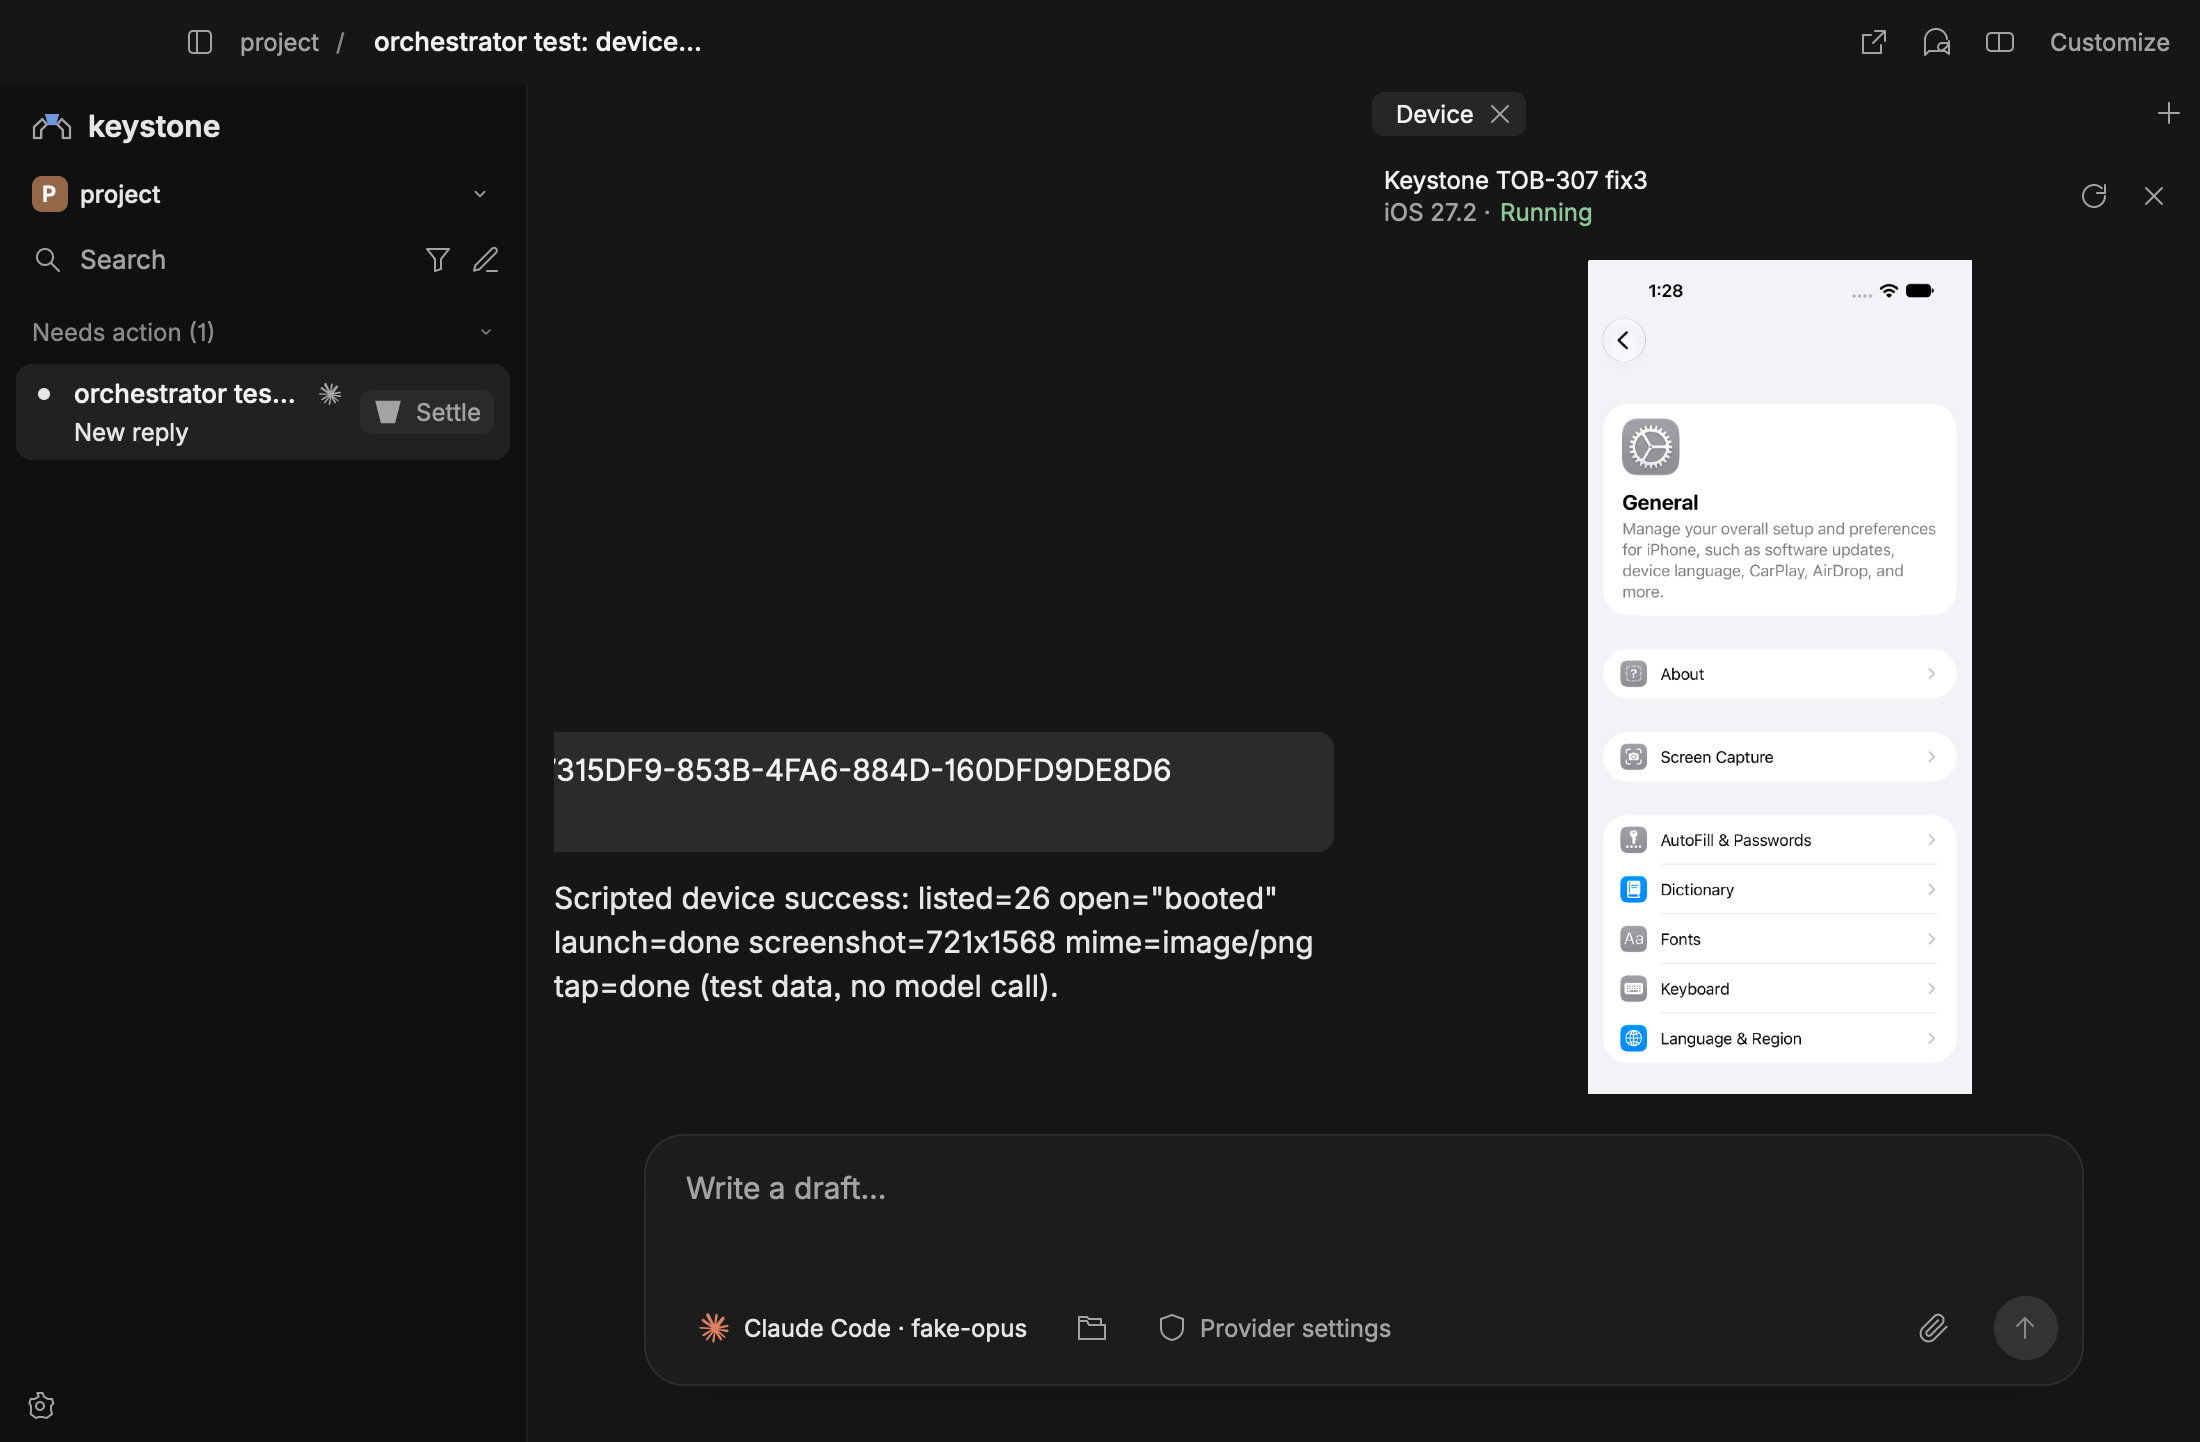 project / orchestrator test: device...
Customize
keystone
P project
Search
Needs action (1)
orchestrator tes...
New reply
Settle
315DF9-853B-4FA6-884D-160DFD9DE8D6
Scripted device success: listed=26 open="booted"
launch=done screenshot=721x1568 mime=image/png
tap=done (test data, no model call).
Device
Keystone TOB-307 fix3
iOS 27.2 · Running
1:28
General
Manage your overall setup and preferences
for iPhone, such as software updates,
device language, CarPlay, AirDrop, and
more.
About
Screen Capture
AutoFill & Passwords
Dictionary
Aa Fonts
Keyboard
Language & Region
Write a draft...
Claude Code · fake-opus
Provider settings